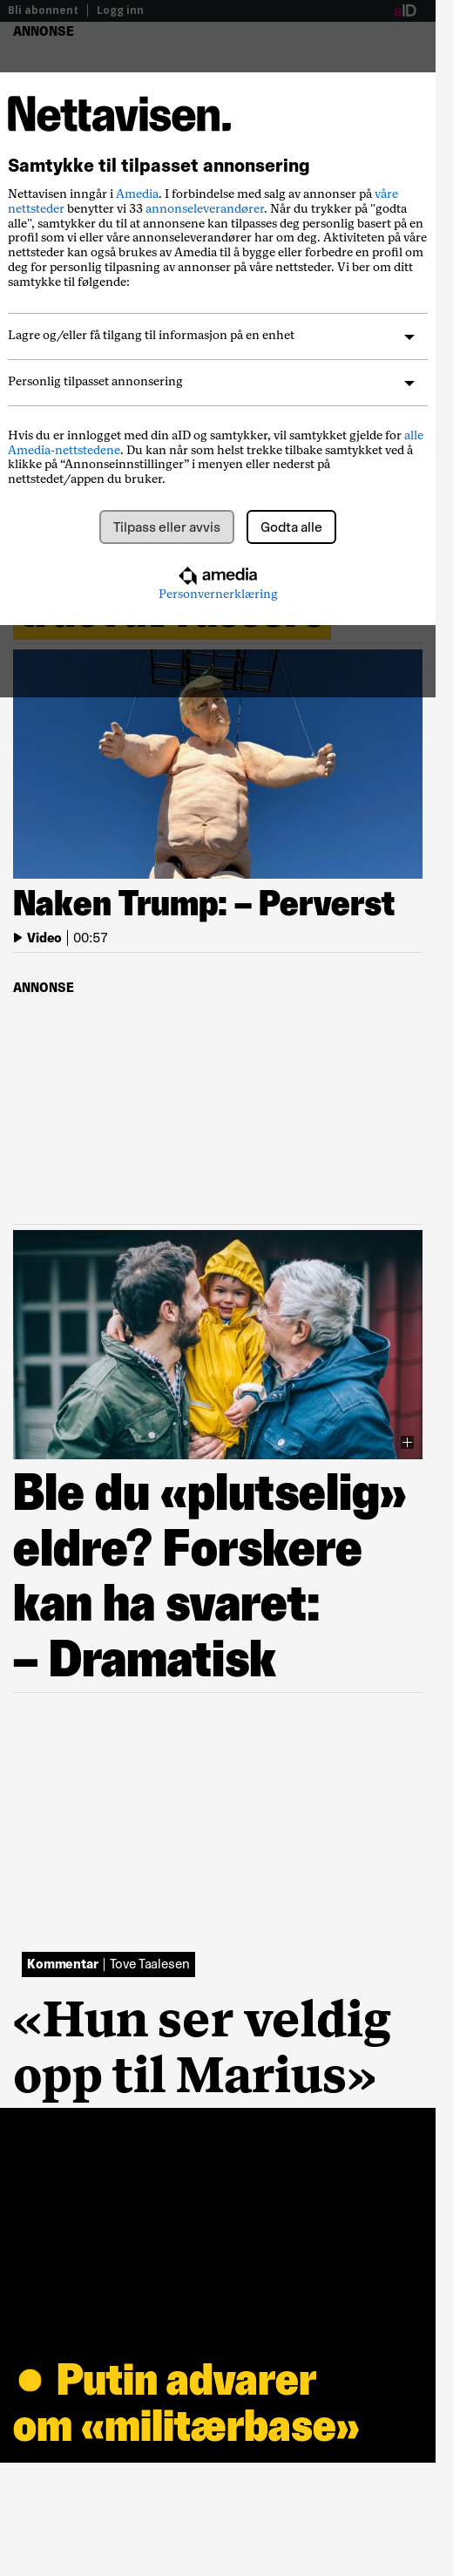 Bli abonnent | Logg inn aID
ANNONSE
Nettavisen.
Samtykke til tilpasset annonsering
Nettavisen inngår i Amedia. I forbindelse med salg av annonser på våre
nettsteder benytter vi 33 annonseleverandører. Når du trykker på "godta
alle", samtykker du til at annonsene kan tilpasses deg personlig basert på en
profil som vi eller våre annonseleverandører har om deg. Aktiviteten på våre
nettsteder kan også brukes av Amedia til å bygge eller forbedre en profil om
deg for personlig tilpasning av annonser på våre nettsteder. Vi ber om ditt
samtykke til følgende:
Lagre og/eller få tilgang til informasjon på en enhet
Personlig tilpasset annonsering
Hvis du er innlogget med din aID og samtykker, vil samtykket gjelde for alle
Amedia-nettstedene. Du kan når som helst trekke tilbake samtykket ved å
klikke på “Annonseinnstillinger” i menyen eller nederst på
nettstedet/appen du bruker.
Tilpass eller avvis Godta alle
amedia
Personvernerklæring
Naken Trump: – Perverst
Video | 00:57
ANNONSE
Ble du «plutselig»
eldre? Forskere
kan ha svaret:
– Dramatisk
Kommentar | Tove Taalesen
«Hun ser veldig
opp til Marius»
Putin advarer
om «militærbase»